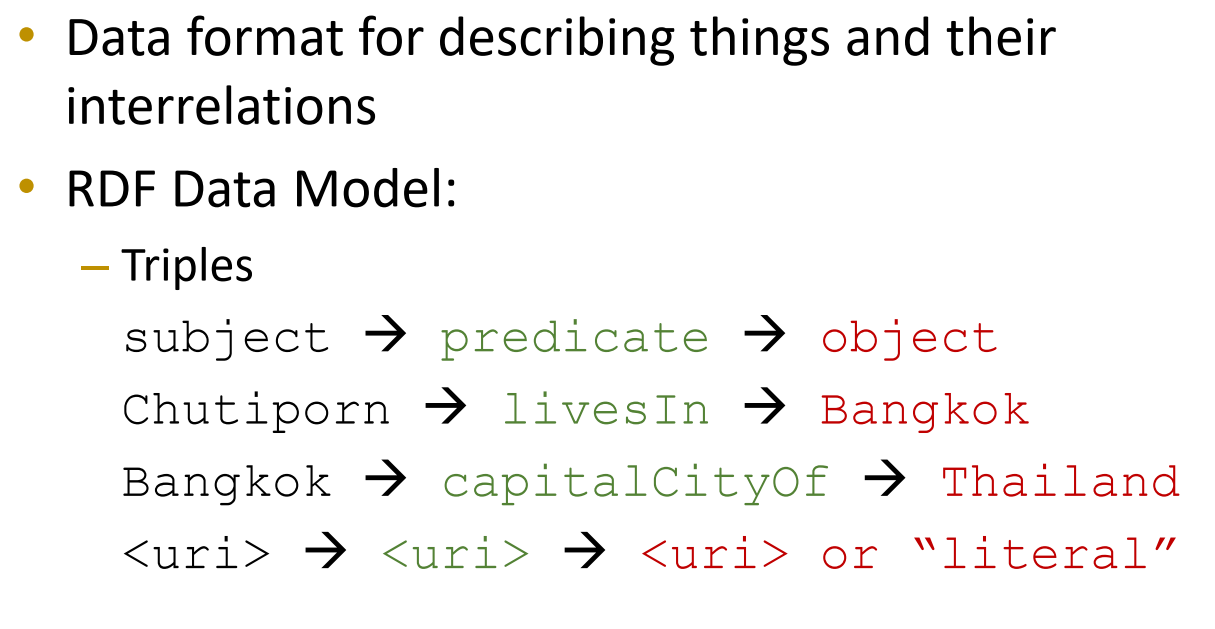 • Data format for describing things and their
interrelations
• RDF Data Model:
– Triples
subject → predicate → object
Chutiporn → livesIn → Bangkok
Bangkok → capitalCityOf → Thailand
<uri> → <uri> → <uri> or “literal”